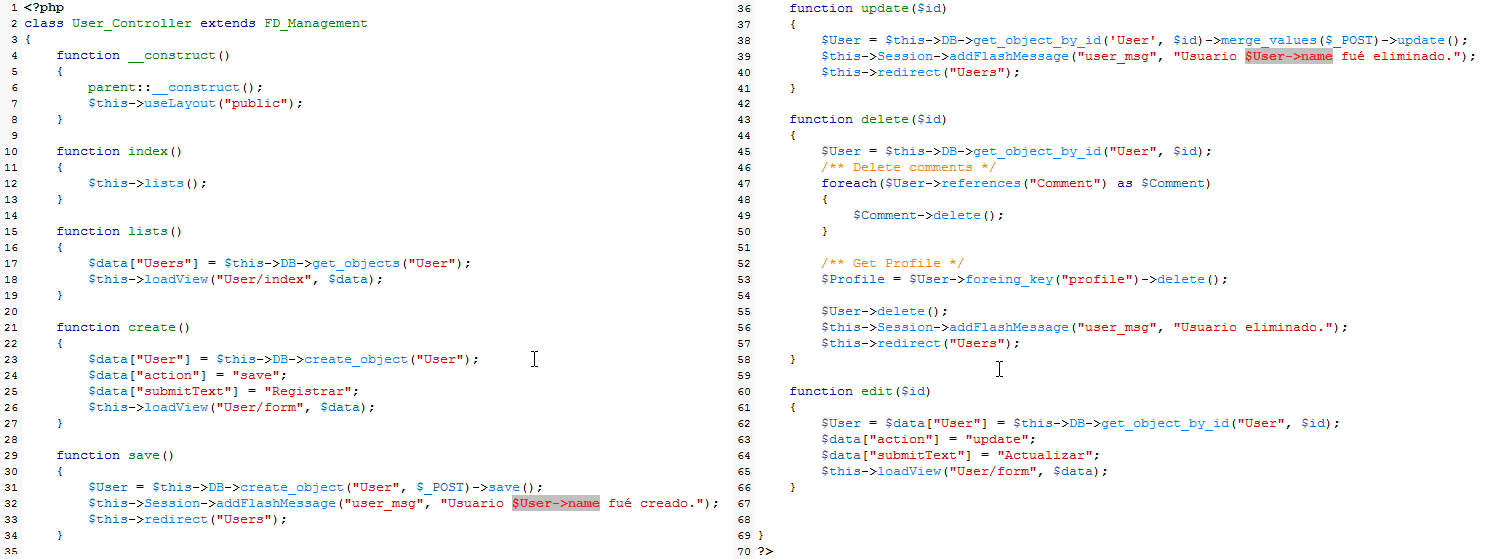 1 <?php
2 class User_Controller extends FD_Management
3 {
4     function __construct()
5     {
6         parent::__construct();
7         $this->useLayout("public");
8     }
9
10     function index()
11     {
12         $this->lists();
13     }
14
15     function lists()
16     {
17         $data["Users"] = $this->DB->get_objects("User");
18         $this->loadView("User/index", $data);
19     }
20
21     function create()
22     {
23         $data["User"] = $this->DB->create_object("User");
24         $data["action"] = "save";
25         $data["submitText"] = "Registrar";
26         $this->loadView("User/form", $data);
27     }
28
29     function save()
30     {
31         $User = $this->DB->create_object("User", $_POST)->save();
32         $this->Session->addFlashMessage("user_msg", "Usuario $User->name fué creado.");
33         $this->redirect("Users");
34     }
35
36     function update($id)
37     {
38         $User = $this->DB->get_object_by_id('User', $id)->merge_values($_POST)->update();
39         $this->Session->addFlashMessage("user_msg", "Usuario $User->name fué eliminado.");
40         $this->redirect("Users");
41     }
42
43     function delete($id)
44     {
45         $User = $this->DB->get_object_by_id("User", $id);
46         /** Delete comments */
47         foreach($User->references("Comment") as $Comment)
48         {
49             $Comment->delete();
50         }
51
52         /** Get Profile */
53         $Profile = $User->foreing_key("profile")->delete();
54
55         $User->delete();
56         $this->Session->addFlashMessage("user_msg", "Usuario eliminado.");
57         $this->redirect("Users");
58     }
59
60     function edit($id)
61     {
62         $User = $data["User"] = $this->DB->get_object_by_id("User", $id);
63         $data["action"] = "update";
64         $data["submitText"] = "Actualizar";
65         $this->loadView("User/form", $data);
66     }
67
68
69 }
70 ?>